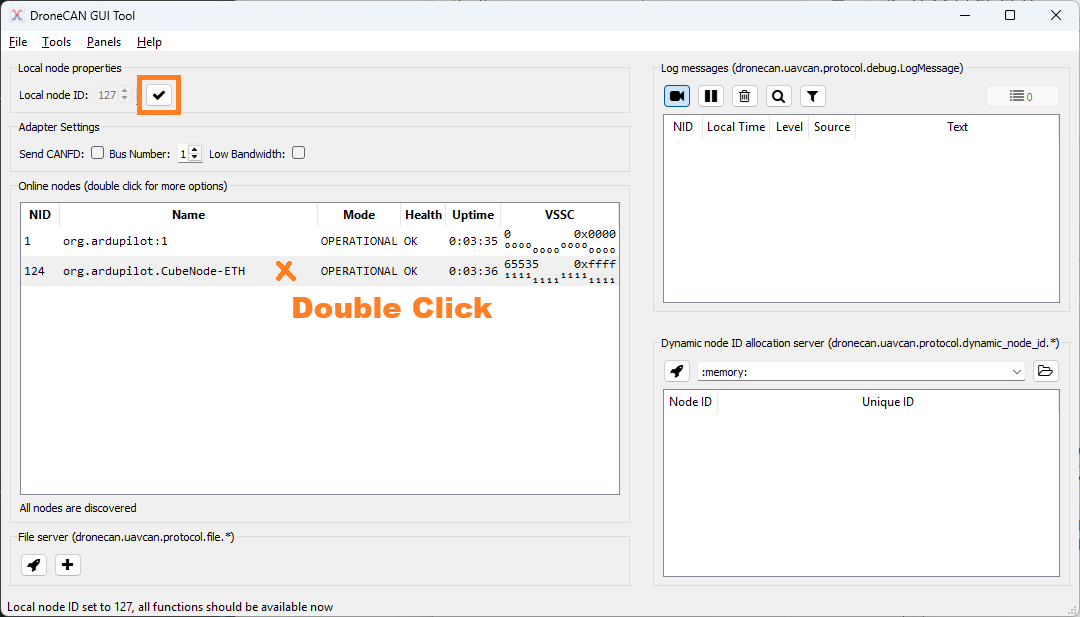 DroneCAN GUI Tool
File Tools Panels Help
Local node properties
Local node ID: 127
Adapter Settings
Send CANFD: Bus Number: 1 Low Bandwidth:
Online nodes (double click for more options)
NID Name Mode Health Uptime VSSC
1 org.ardupilot:1 OPERATIONAL OK 0:03:35 0 0x0000
oooooooooooooooo
124 org.ardupilot.CubeNode-ETH OPERATIONAL OK 0:03:36 65535 0xffff
1111111111111111
Double Click
All nodes are discovered
File server (dronecan.uavcan.protocol.file.*)
Log messages (dronecan.uavcan.protocol.debug.LogMessage)
0
NID Local Time Level Source Text
Dynamic node ID allocation server (dronecan.uavcan.protocol.dynamic_node_id.*)
:memory:
Node ID Unique ID
Local node ID set to 127, all functions should be available now